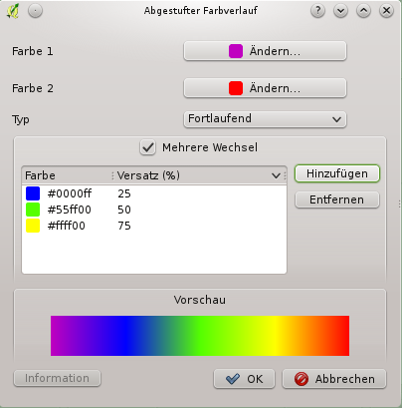 Abgestufter Farbverlauf
Farbe 1 Ändern...
Farbe 2 Ändern...
Typ Fortlaufend
Mehrere Wechsel
Farbe Versatz (%)
#0000ff 25
#55ff00 50
#ffff00 75
Hinzufügen
Entfernen
Vorschau
Information OK Abbrechen